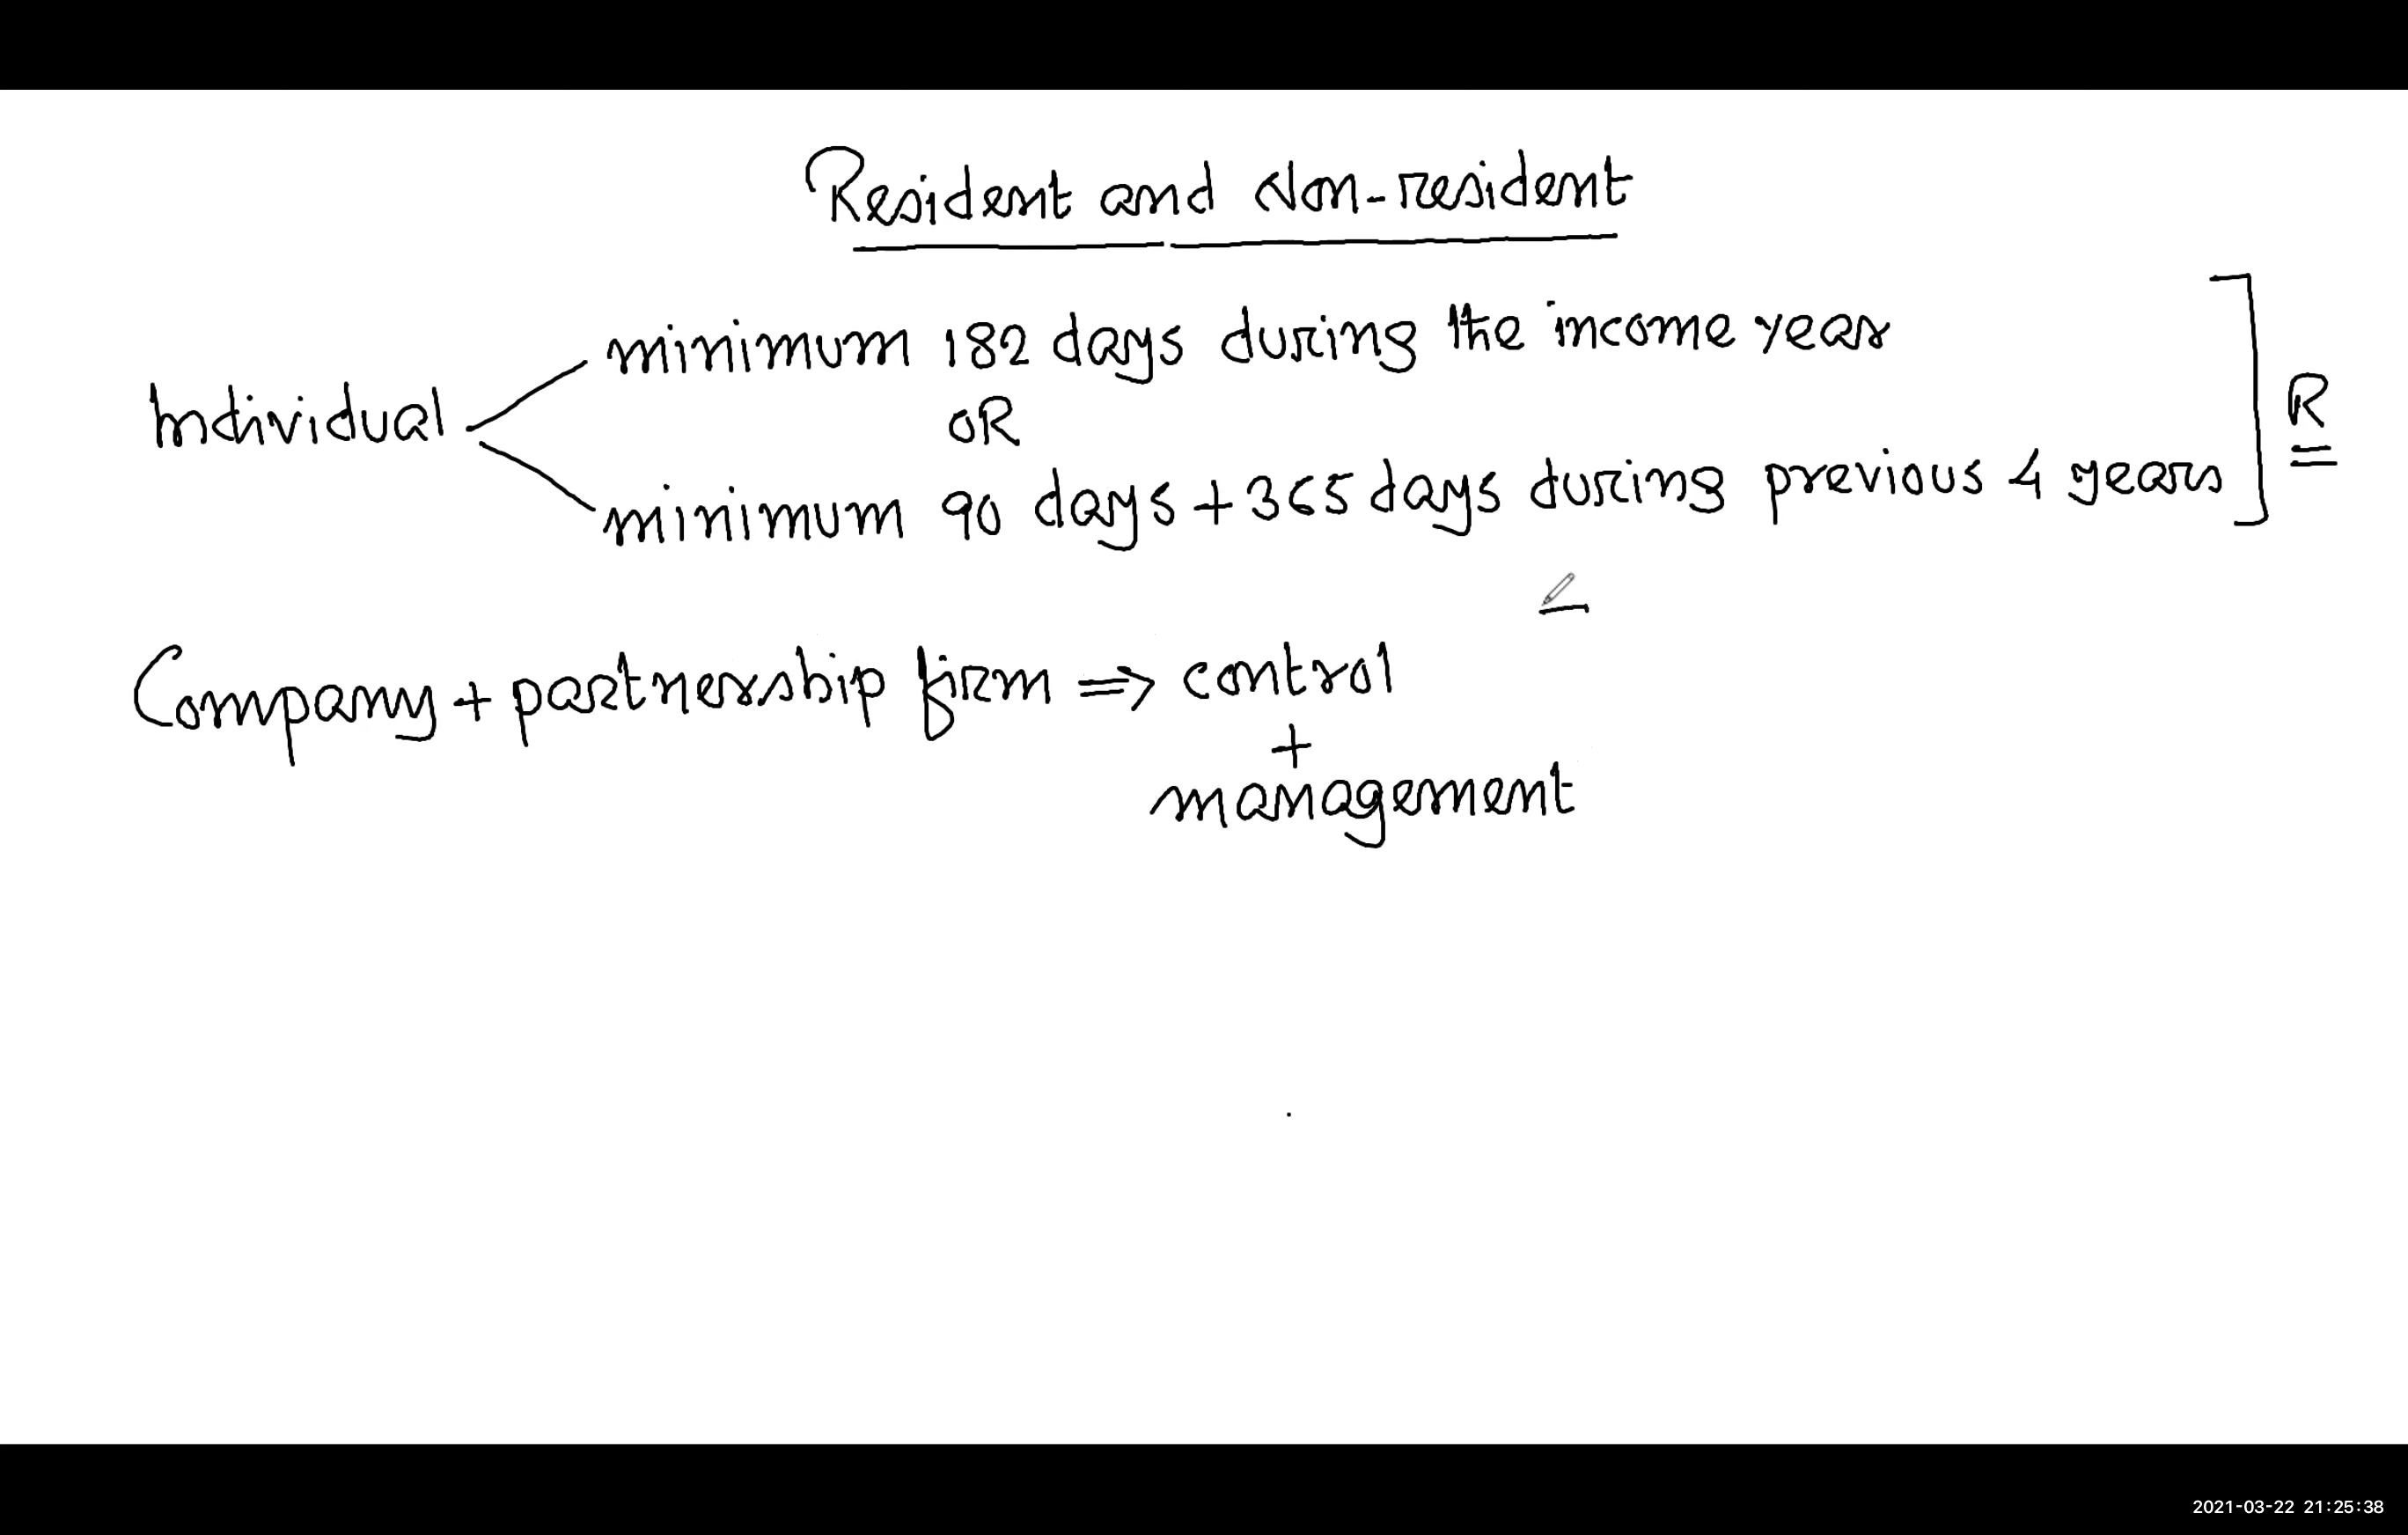 Resident and Non-resident
minimum 182 days during the income year
Individual
OR
R
minimum 90 days + 365 days during previous 4 years
Company + partnership firm => control
+
management
2021-03-22 21:25:38